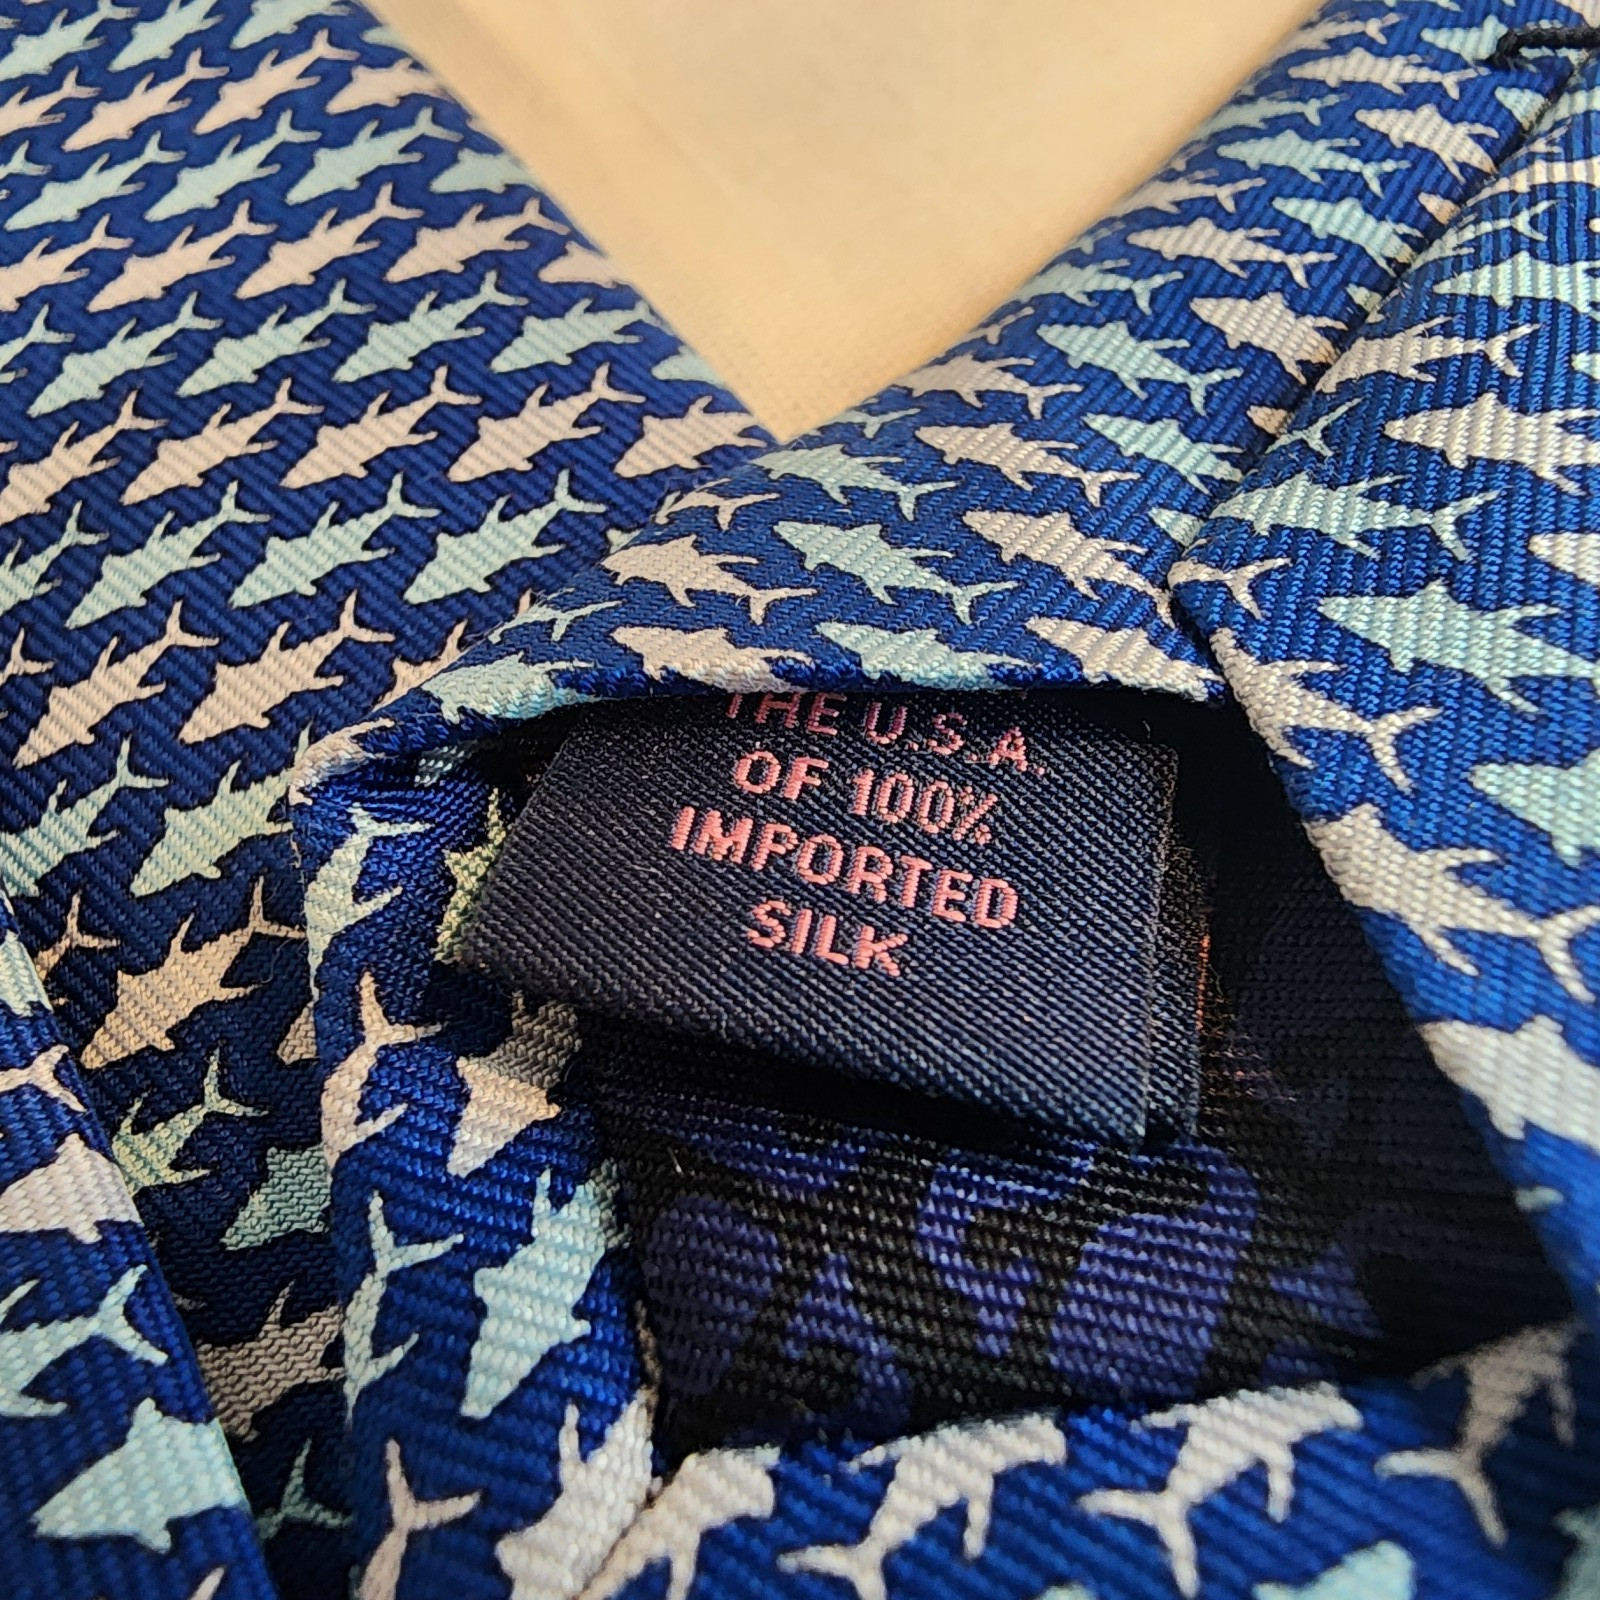 THE U.S.A.
OF 100%
IMPORTED
SILK